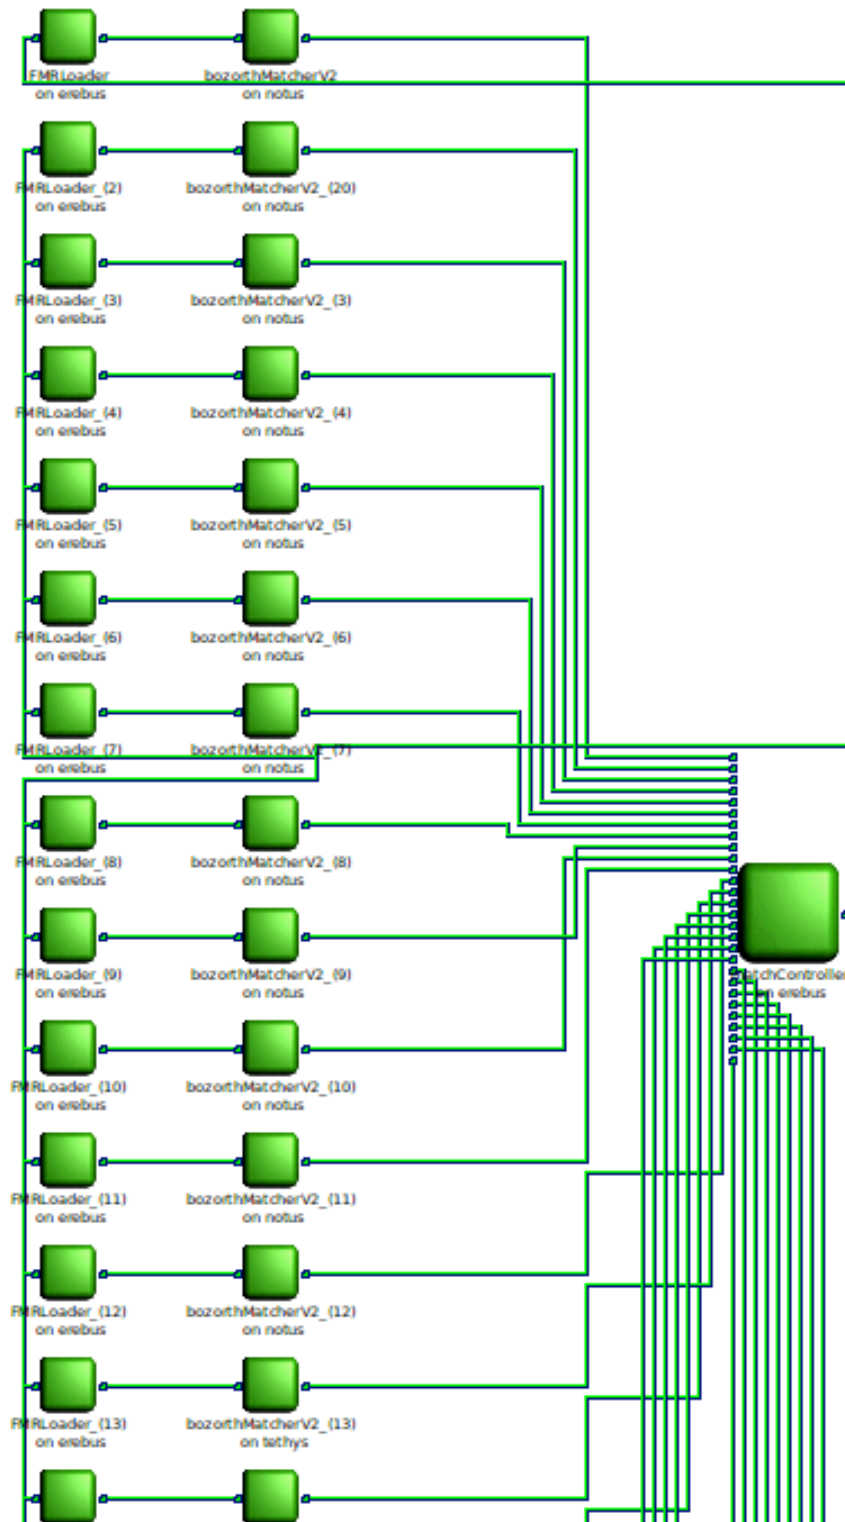 FMRLoader
on erebus
bozorthMatcherV2
on notus
FMRLoader_(2)
on erebus
bozorthMatcherV2_(20)
on notus
FMRLoader_(3)
on erebus
bozorthMatcherV2_(3)
on notus
FMRLoader_(4)
on erebus
bozorthMatcherV2_(4)
on notus
FMRLoader_(5)
on erebus
bozorthMatcherV2_(5)
on notus
FMRLoader_(6)
on erebus
bozorthMatcherV2_(6)
on notus
FMRLoader_(7)
on erebus
bozorthMatcherV2_(7)
on notus
FMRLoader_(8)
on erebus
bozorthMatcherV2_(8)
on notus
FMRLoader_(9)
on erebus
bozorthMatcherV2_(9)
on notus
MatchController
on erebus
FMRLoader_(10)
on erebus
bozorthMatcherV2_(10)
on notus
FMRLoader_(11)
on erebus
bozorthMatcherV2_(11)
on notus
FMRLoader_(12)
on erebus
bozorthMatcherV2_(12)
on notus
FMRLoader_(13)
on erebus
bozorthMatcherV2_(13)
on tethys